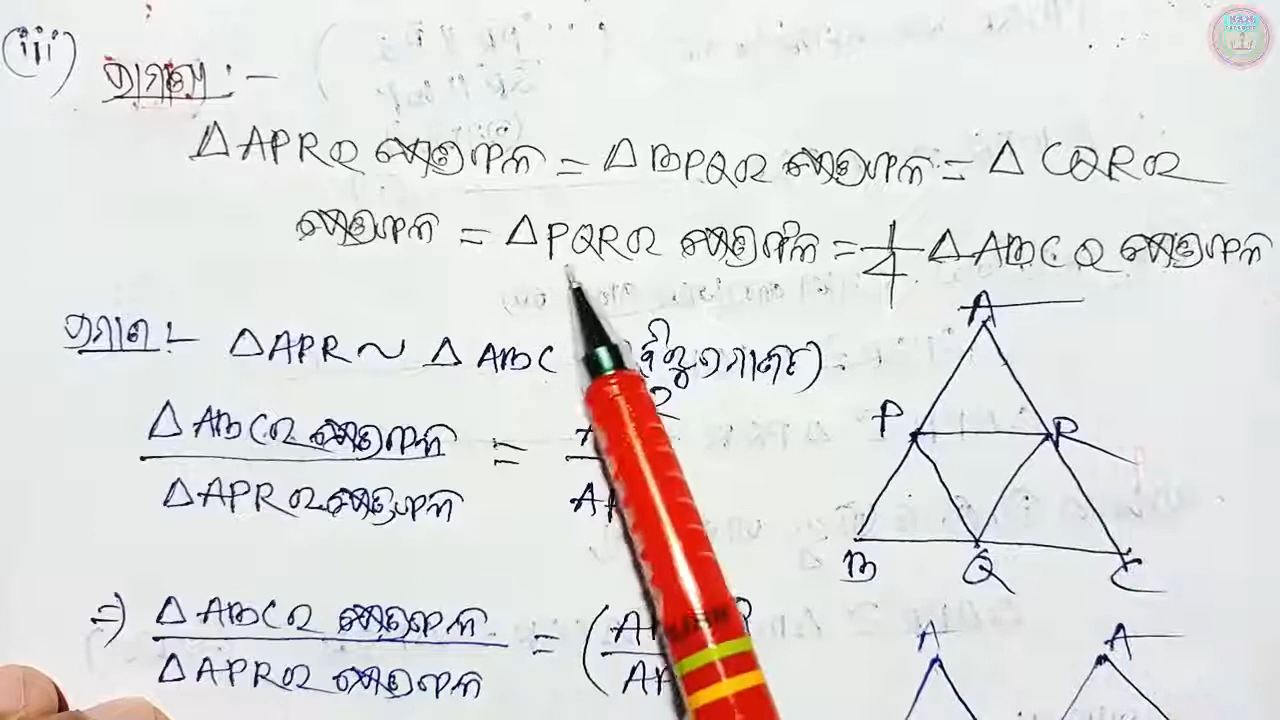 (iii) ପ୍ରାମାଣ୍ୟ :-
△APRର କ୍ଷେତ୍ରଫଳ = △BPQର କ୍ଷେତ୍ରଫଳ = △CQRର
କ୍ଷେତ୍ରଫଳ = △PQRର କ୍ଷେତ୍ରଫଳ = 1/4 △ABCର କ୍ଷେତ୍ରଫଳ
ପ୍ରମାଣ :- △APR ~ △ABC
△ABCର କ୍ଷେତ୍ରଫଳ =
△APRର କ୍ଷେତ୍ରଫଳ
⇒ △ABCର କ୍ଷେତ୍ରଫଳ = (
△APRର କ୍ଷେତ୍ରଫଳ
A
P R
B Q C
A A